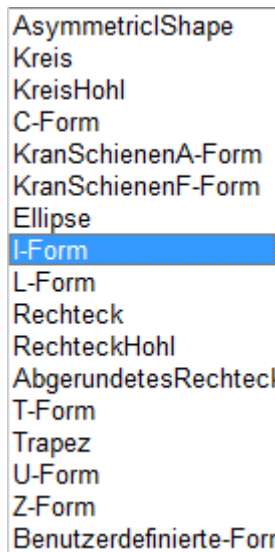 AsymmetricIShape
Kreis
KreisHohl
C-Form
KranSchienenA-Form
KranSchienenF-Form
Ellipse
I-Form
L-Form
Rechteck
RechteckHohl
AbgerundetesRechteck
T-Form
Trapez
U-Form
Z-Form
Benutzerdefinierte-Form